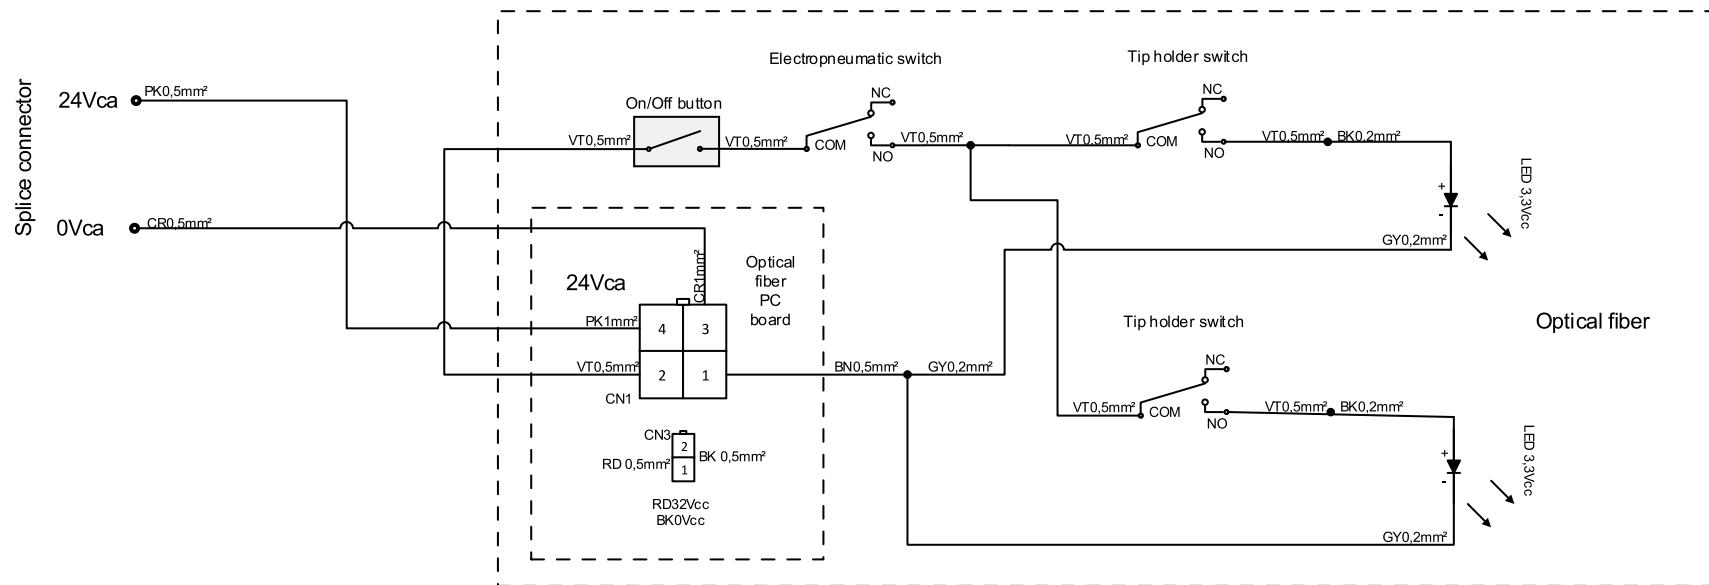 Splice connector
24Vca
PK0,5mm²
0Vca
CR0,5mm²
On/Off button
VT0,5mm²
VT0,5mm²
Electropneumatic switch
NC
COM
NO
VT0,5mm²
Tip holder switch
NC
VT0,5mm²
COM
NO
VT0,5mm²
BK0,2mm²
+
-
LED 3,3Vcc
GY0,2mm²
24Vca
CR1mm²
Optical
fiber
PC
board
PK1mm²
4
3
VT0,5mm²
2
1
CN1
BN0,5mm²
GY0,2mm²
CN3
2
RD 0,5mm²
1
BK 0,5mm²
RD32Vcc
BK0Vcc
Tip holder switch
NC
VT0,5mm²
COM
NO
VT0,5mm²
BK0,2mm²
+
-
LED 3,3Vcc
GY0,2mm²
Optical fiber